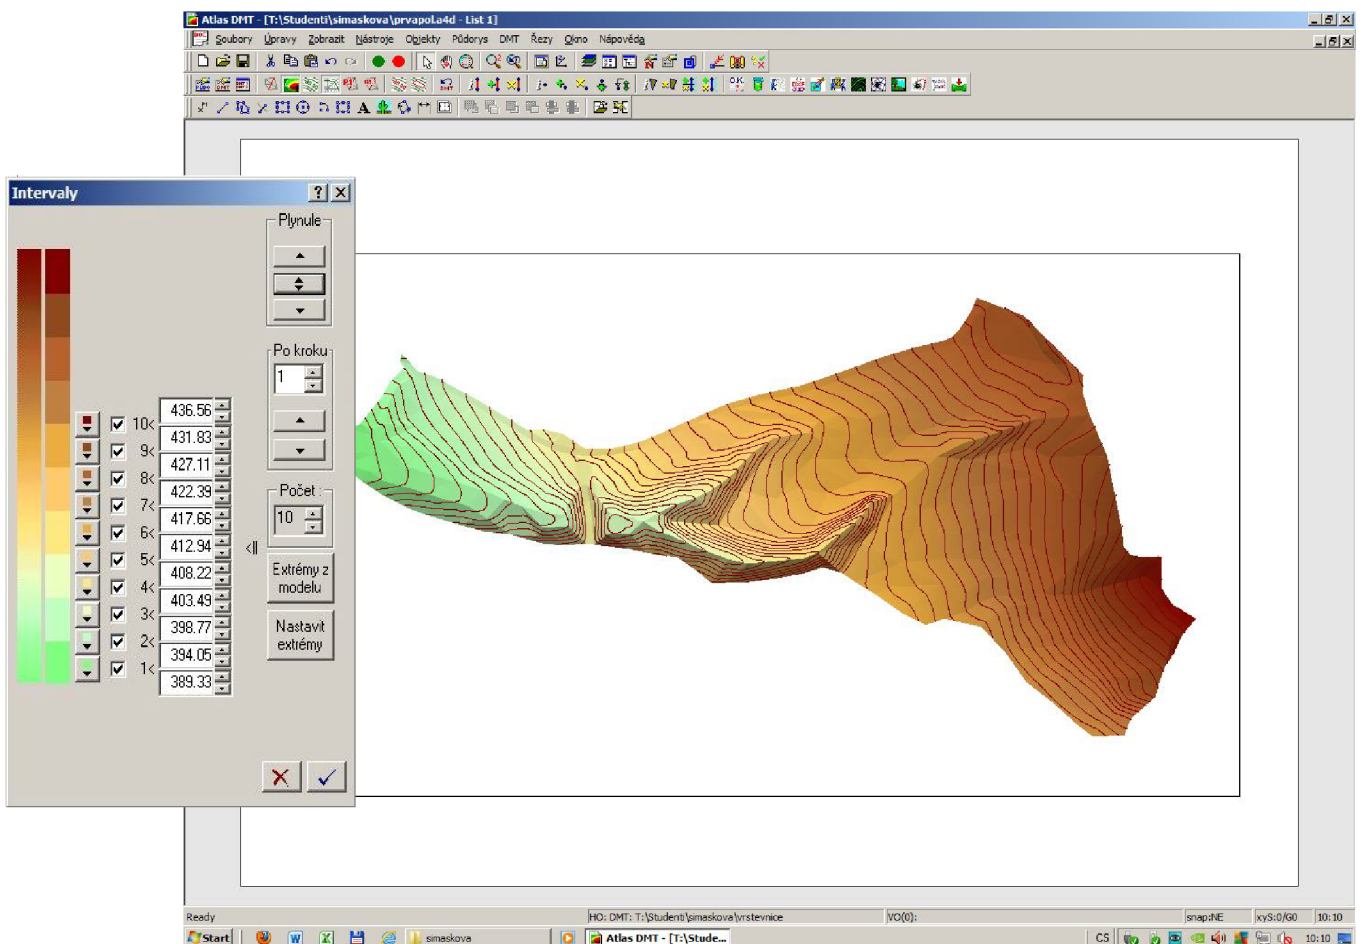 Atlas DMT - [T:\Studenti\simaskova\prvapol.a4d - List 1]
Soubory Úpravy Zobrazit Nástroje Objekty Půdorys DMT Řezy Okno Nápověda
Intervaly
Plynule
Po kroku
1
436.56
10<
431.83
9<
427.11
8<
422.39
7<
417.66
6<
412.94
5<
408.22
4<
403.49
3<
398.77
2<
394.05
1<
389.33
<||
Počet :
10
Extrémy z
modelu
Nastavit
extrémy
Ready HO: DMT: T:\Studenti\simaskova\vrstevnice VO(0): snap:NE xyS:0/G0 10:10
Start simaskova Atlas DMT - [T:\Stude... CS 10:10